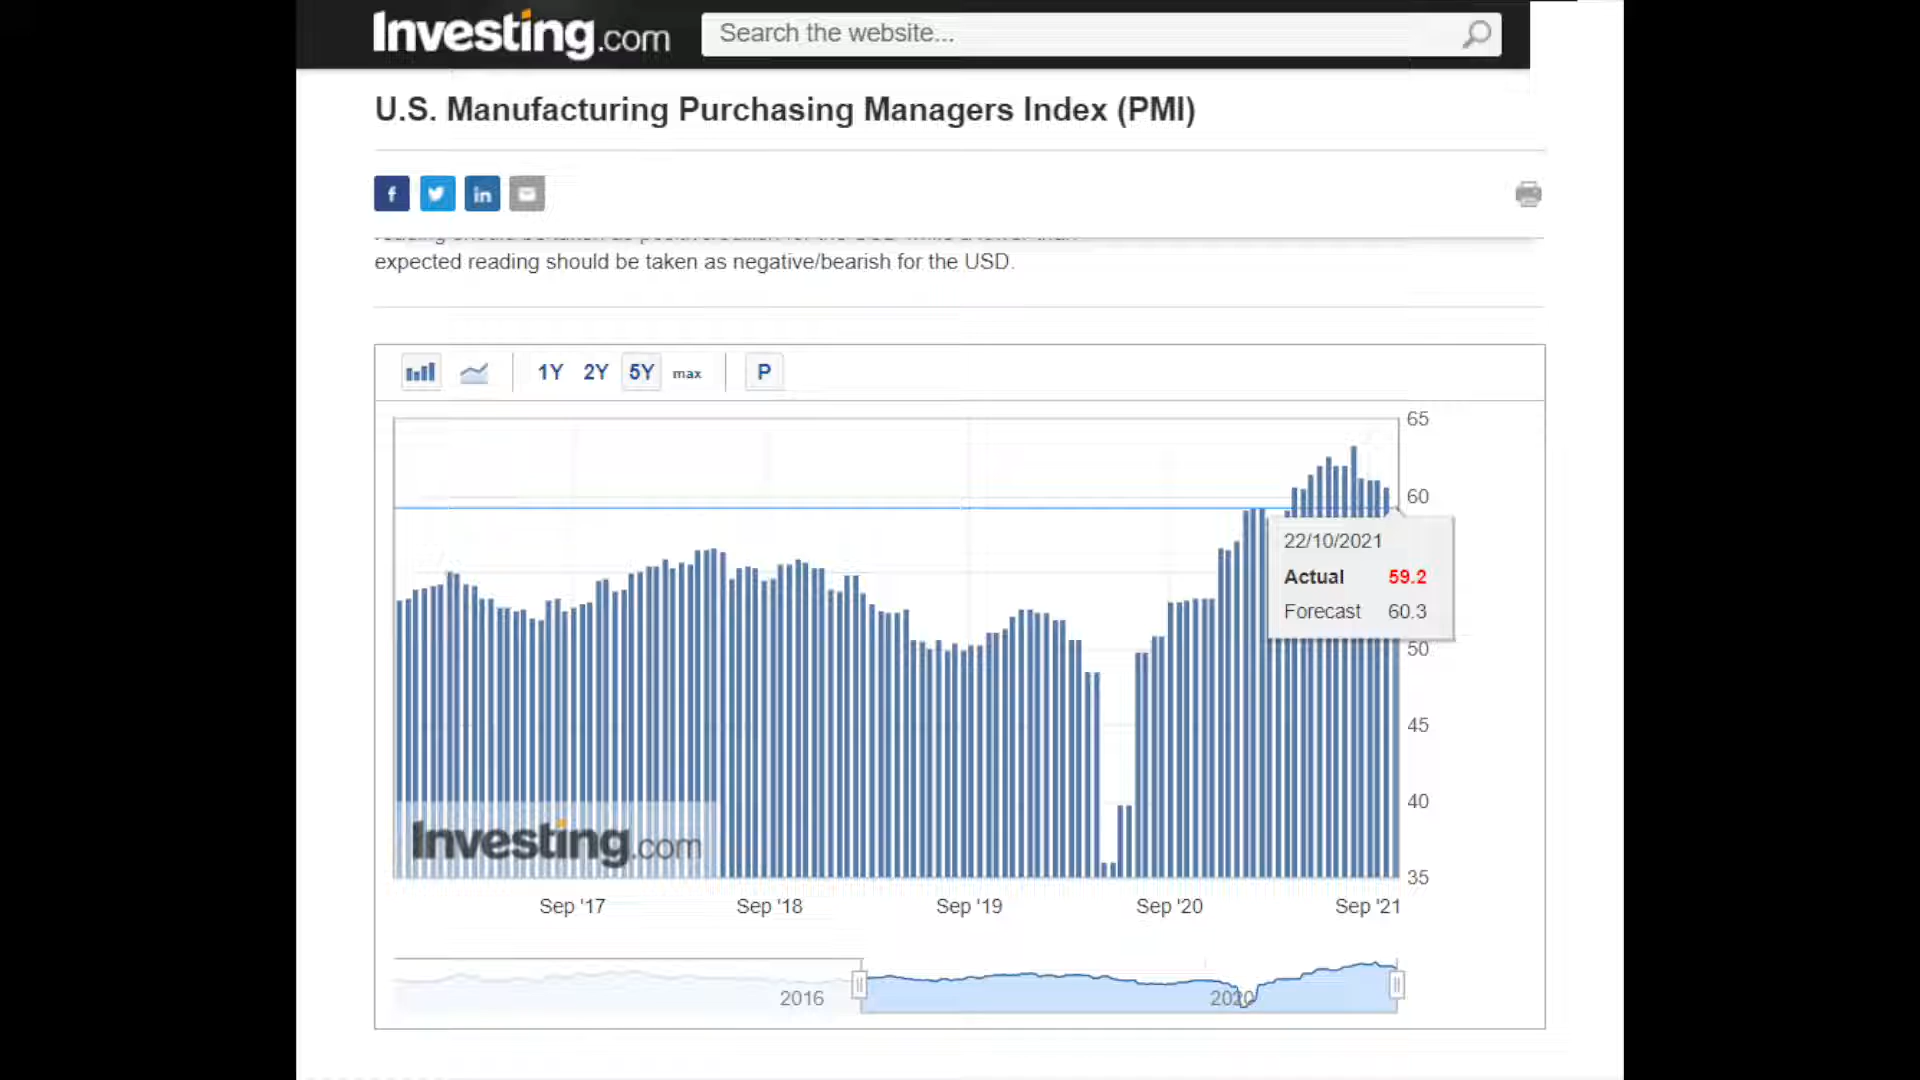 Investing.com
Search the website...
U.S. Manufacturing Purchasing Managers Index (PMI)
f
in
expected reading should be taken as negative/bearish for the USD.
1Y 2Y 5Y max P
65
60
22/10/2021
Actual 59.2
Forecast 60.3
50
45
40
Investing.com
35
Sep '17 Sep '18 Sep '19 Sep '20 Sep '21
2016 2020